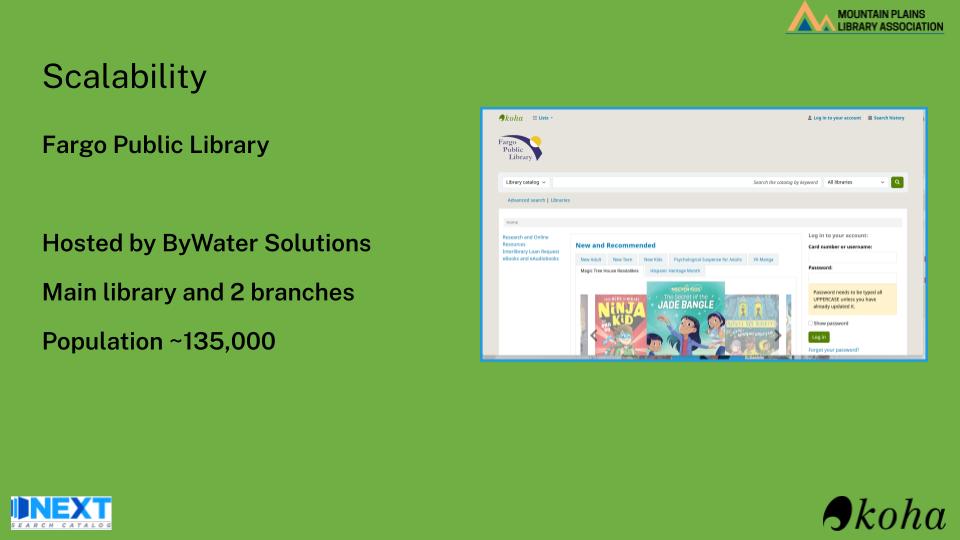 MOUNTAIN PLAINS
LIBRARY ASSOCIATION
Scalability
Fargo Public Library
Hosted by ByWater Solutions
Main library and 2 branches
Population ~135,000
koha
Lists
Log in to your account
Search history
Fargo
Public
Library
Library catalog
Search the catalog by keyword
All libraries
Advanced search | Libraries
Home
Research and Online
Resources
Interlibrary Loan Request
eBooks and eAudiobooks
New and Recommended
New Adult
New Teen
New Kids
Psychological Suspense for Adults
YA Manga
Magic Tree House Readalikes
Hispanic Heritage Month
NINJA
KID
The Secret of the
JADE BANGLE
Log in to your account:
Card number or username:
Password:
Password needs to be typed all
UPPERCASE unless you have
already updated it.
Show password
Log in
Forgot your password?
NEXT
SEARCH CATALOG
koha